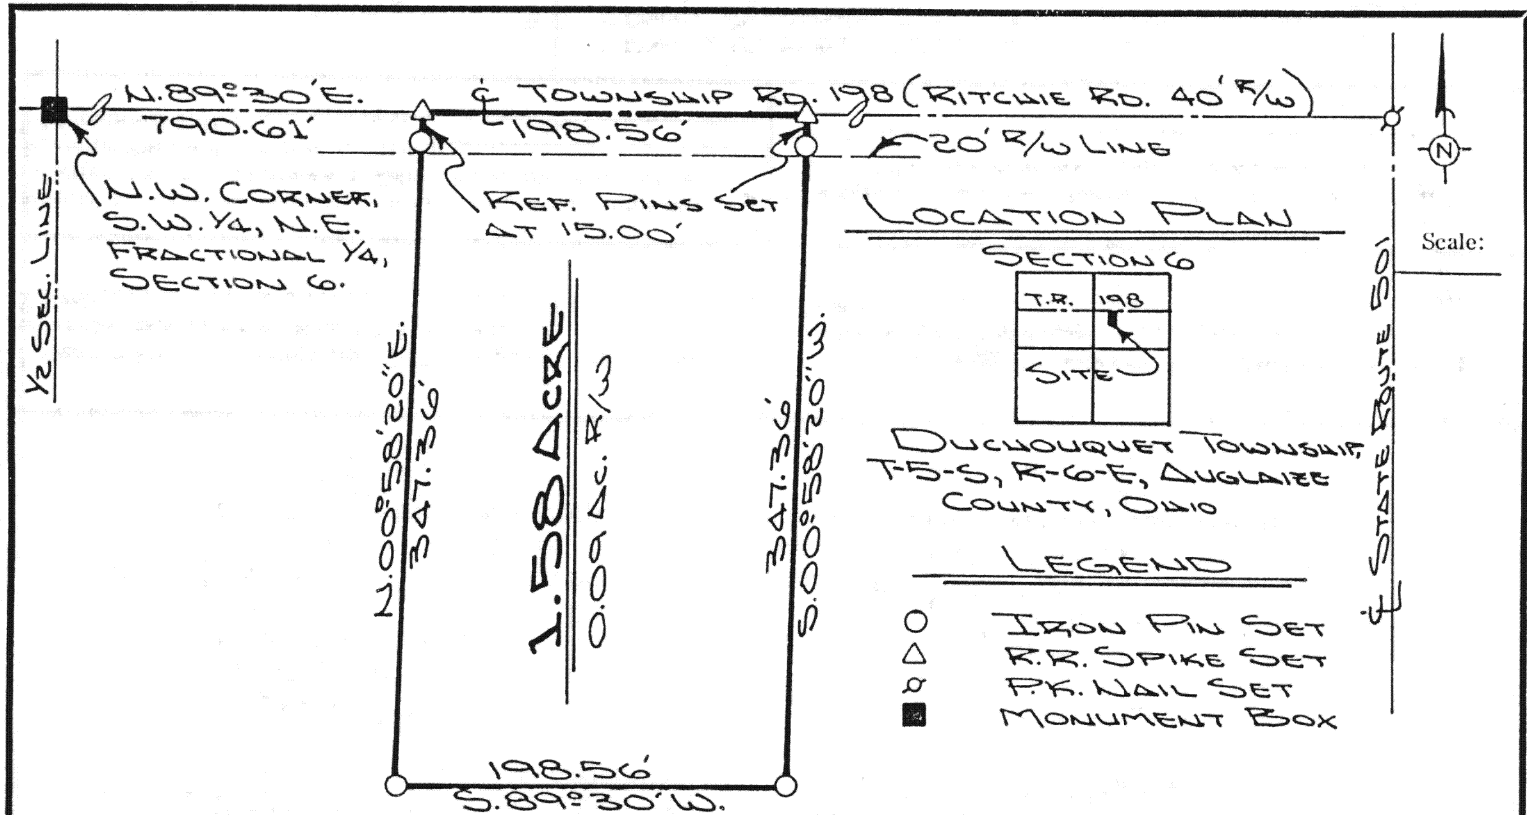 N.89°30'E.
790.61'
℄ TOWNSHIP RD. 198 (RITCHIE RD. 40' R/W)
198.56'
20' R/W LINE
N.W. CORNER,
S.W. ¼, N.E.
FRACTIONAL ¼,
SECTION 6.
½ SEC. LINE
REF. PINS SET
AT 15.00'
N.00°58'20"E.
347.36'
1.58 ACRE
0.09 AC. R/W
347.36'
S.00°58'20"W.
198.56'
S.89°30'W.
LOCATION PLAN
SECTION 6
T.R. 198
SITE
DUCHOUQUET TOWNSHIP,
T-5-S, R-6-E, AUGLAIZE
COUNTY, OHIO
LEGEND
IRON PIN SET
R.R. SPIKE SET
P.K. NAIL SET
MONUMENT BOX
℄ STATE ROUTE 501
N
Scale: